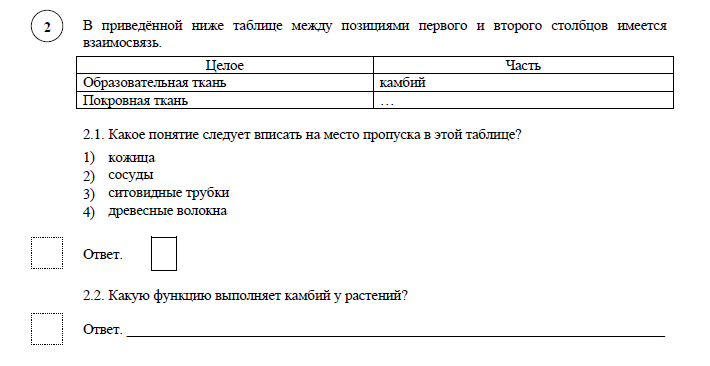 2
В приведённой ниже таблице между позициями первого и второго столбцов имеется
взаимосвязь.
Целое Часть
Образовательная ткань камбий
Покровная ткань …
2.1. Какое понятие следует вписать на место пропуска в этой таблице?
1) кожица
2) сосуды
3) ситовидные трубки
4) древесные волокна
Ответ.
2.2. Какую функцию выполняет камбий у растений?
Ответ. ____________________